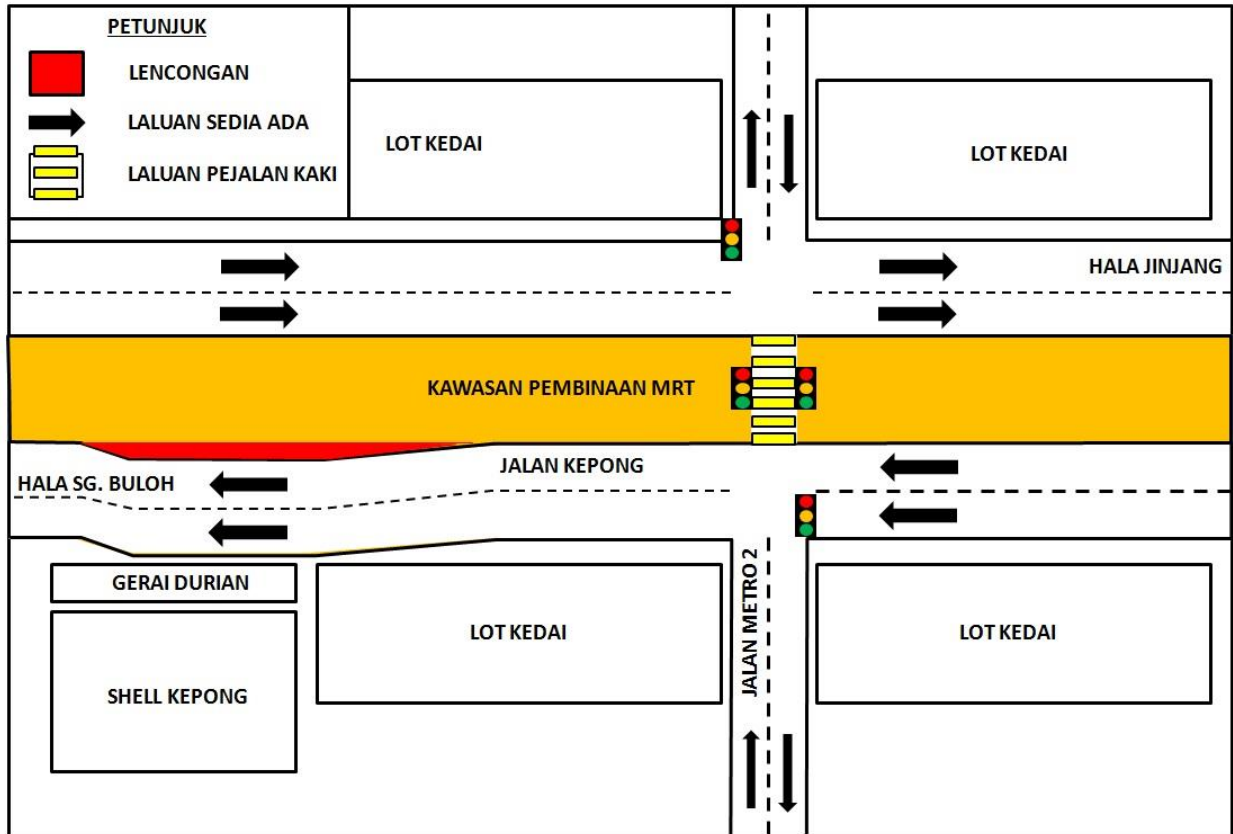 PETUNJUK
LENCONGAN
LALUAN SEDIA ADA
LALUAN PEJALAN KAKI
LOT KEDAI
LOT KEDAI
HALA JINJANG
KAWASAN PEMBINAAN MRT
JALAN KEPONG
HALA SG. BULOH
JALAN METRO 2
GERAI DURIAN
SHELL KEPONG
LOT KEDAI
LOT KEDAI